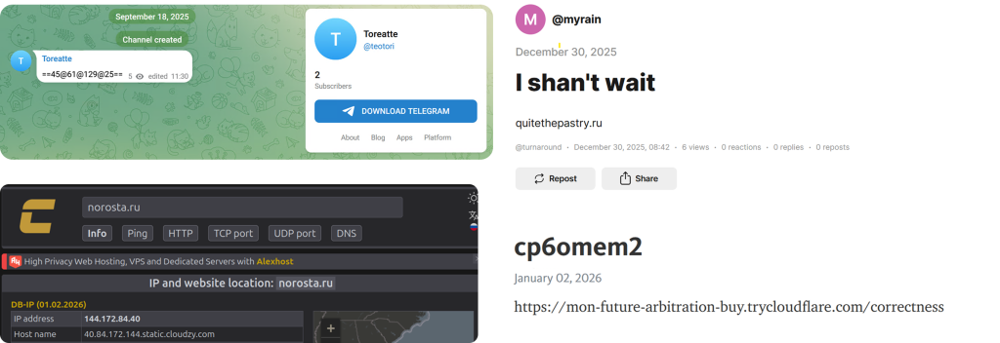 September 18, 2025
Channel created
T
Toreatte
==45@61@129@25== 5 edited 11:30
T
Toreatte
@teotori
2
Subscribers
DOWNLOAD TELEGRAM
About Blog Apps Platform
norosta.ru
Info Ping HTTP TCP port UDP port DNS
High Privacy Web Hosting, VPS and Dedicated Servers with Alexhost
IP and website location: norosta.ru
DB-IP (01.02.2026)
IP address 144.172.84.40
Host name 40.84.172.144.static.cloudzy.com
+
M @myrain
December 30, 2025
I shan't wait
quitethepastry.ru
@turnaround · December 30, 2025, 08:42 · 6 views · 0 reactions · 0 replies · 0 reposts
Repost Share
cp6omem2
January 02, 2026
https://mon-future-arbitration-buy.trycloudflare.com/correctness